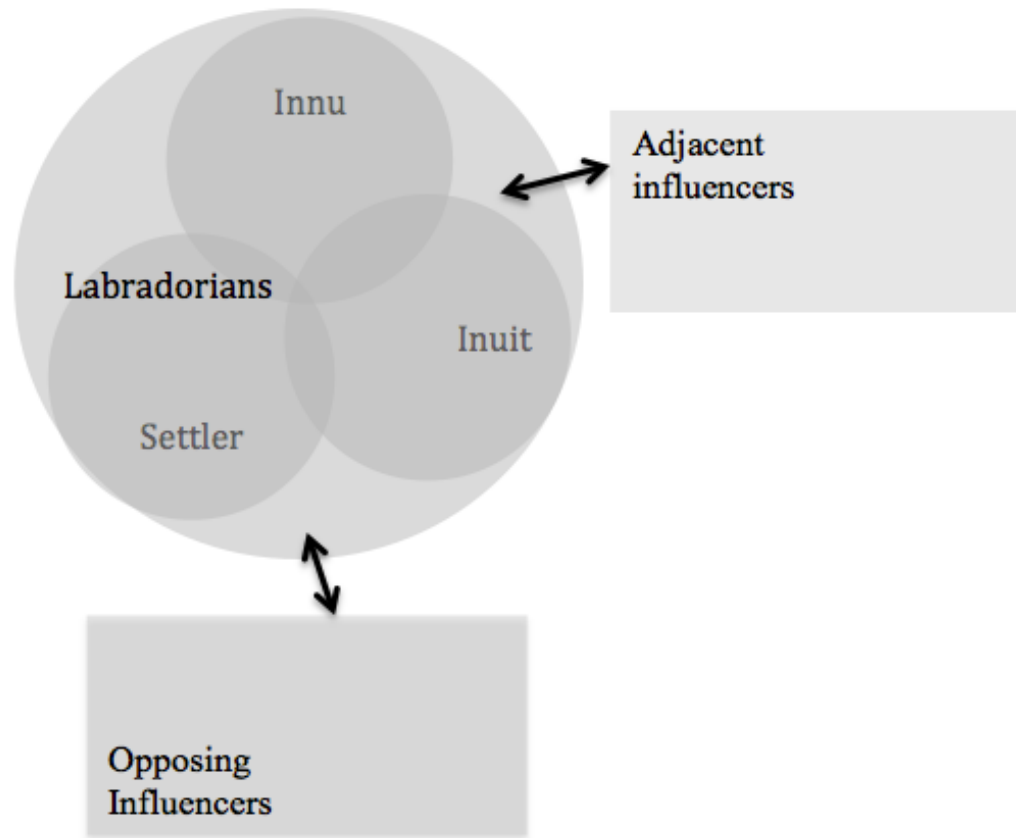 Innu
Adjacent
influencers
Labradorians
Inuit
Settler
Opposing
Influencers